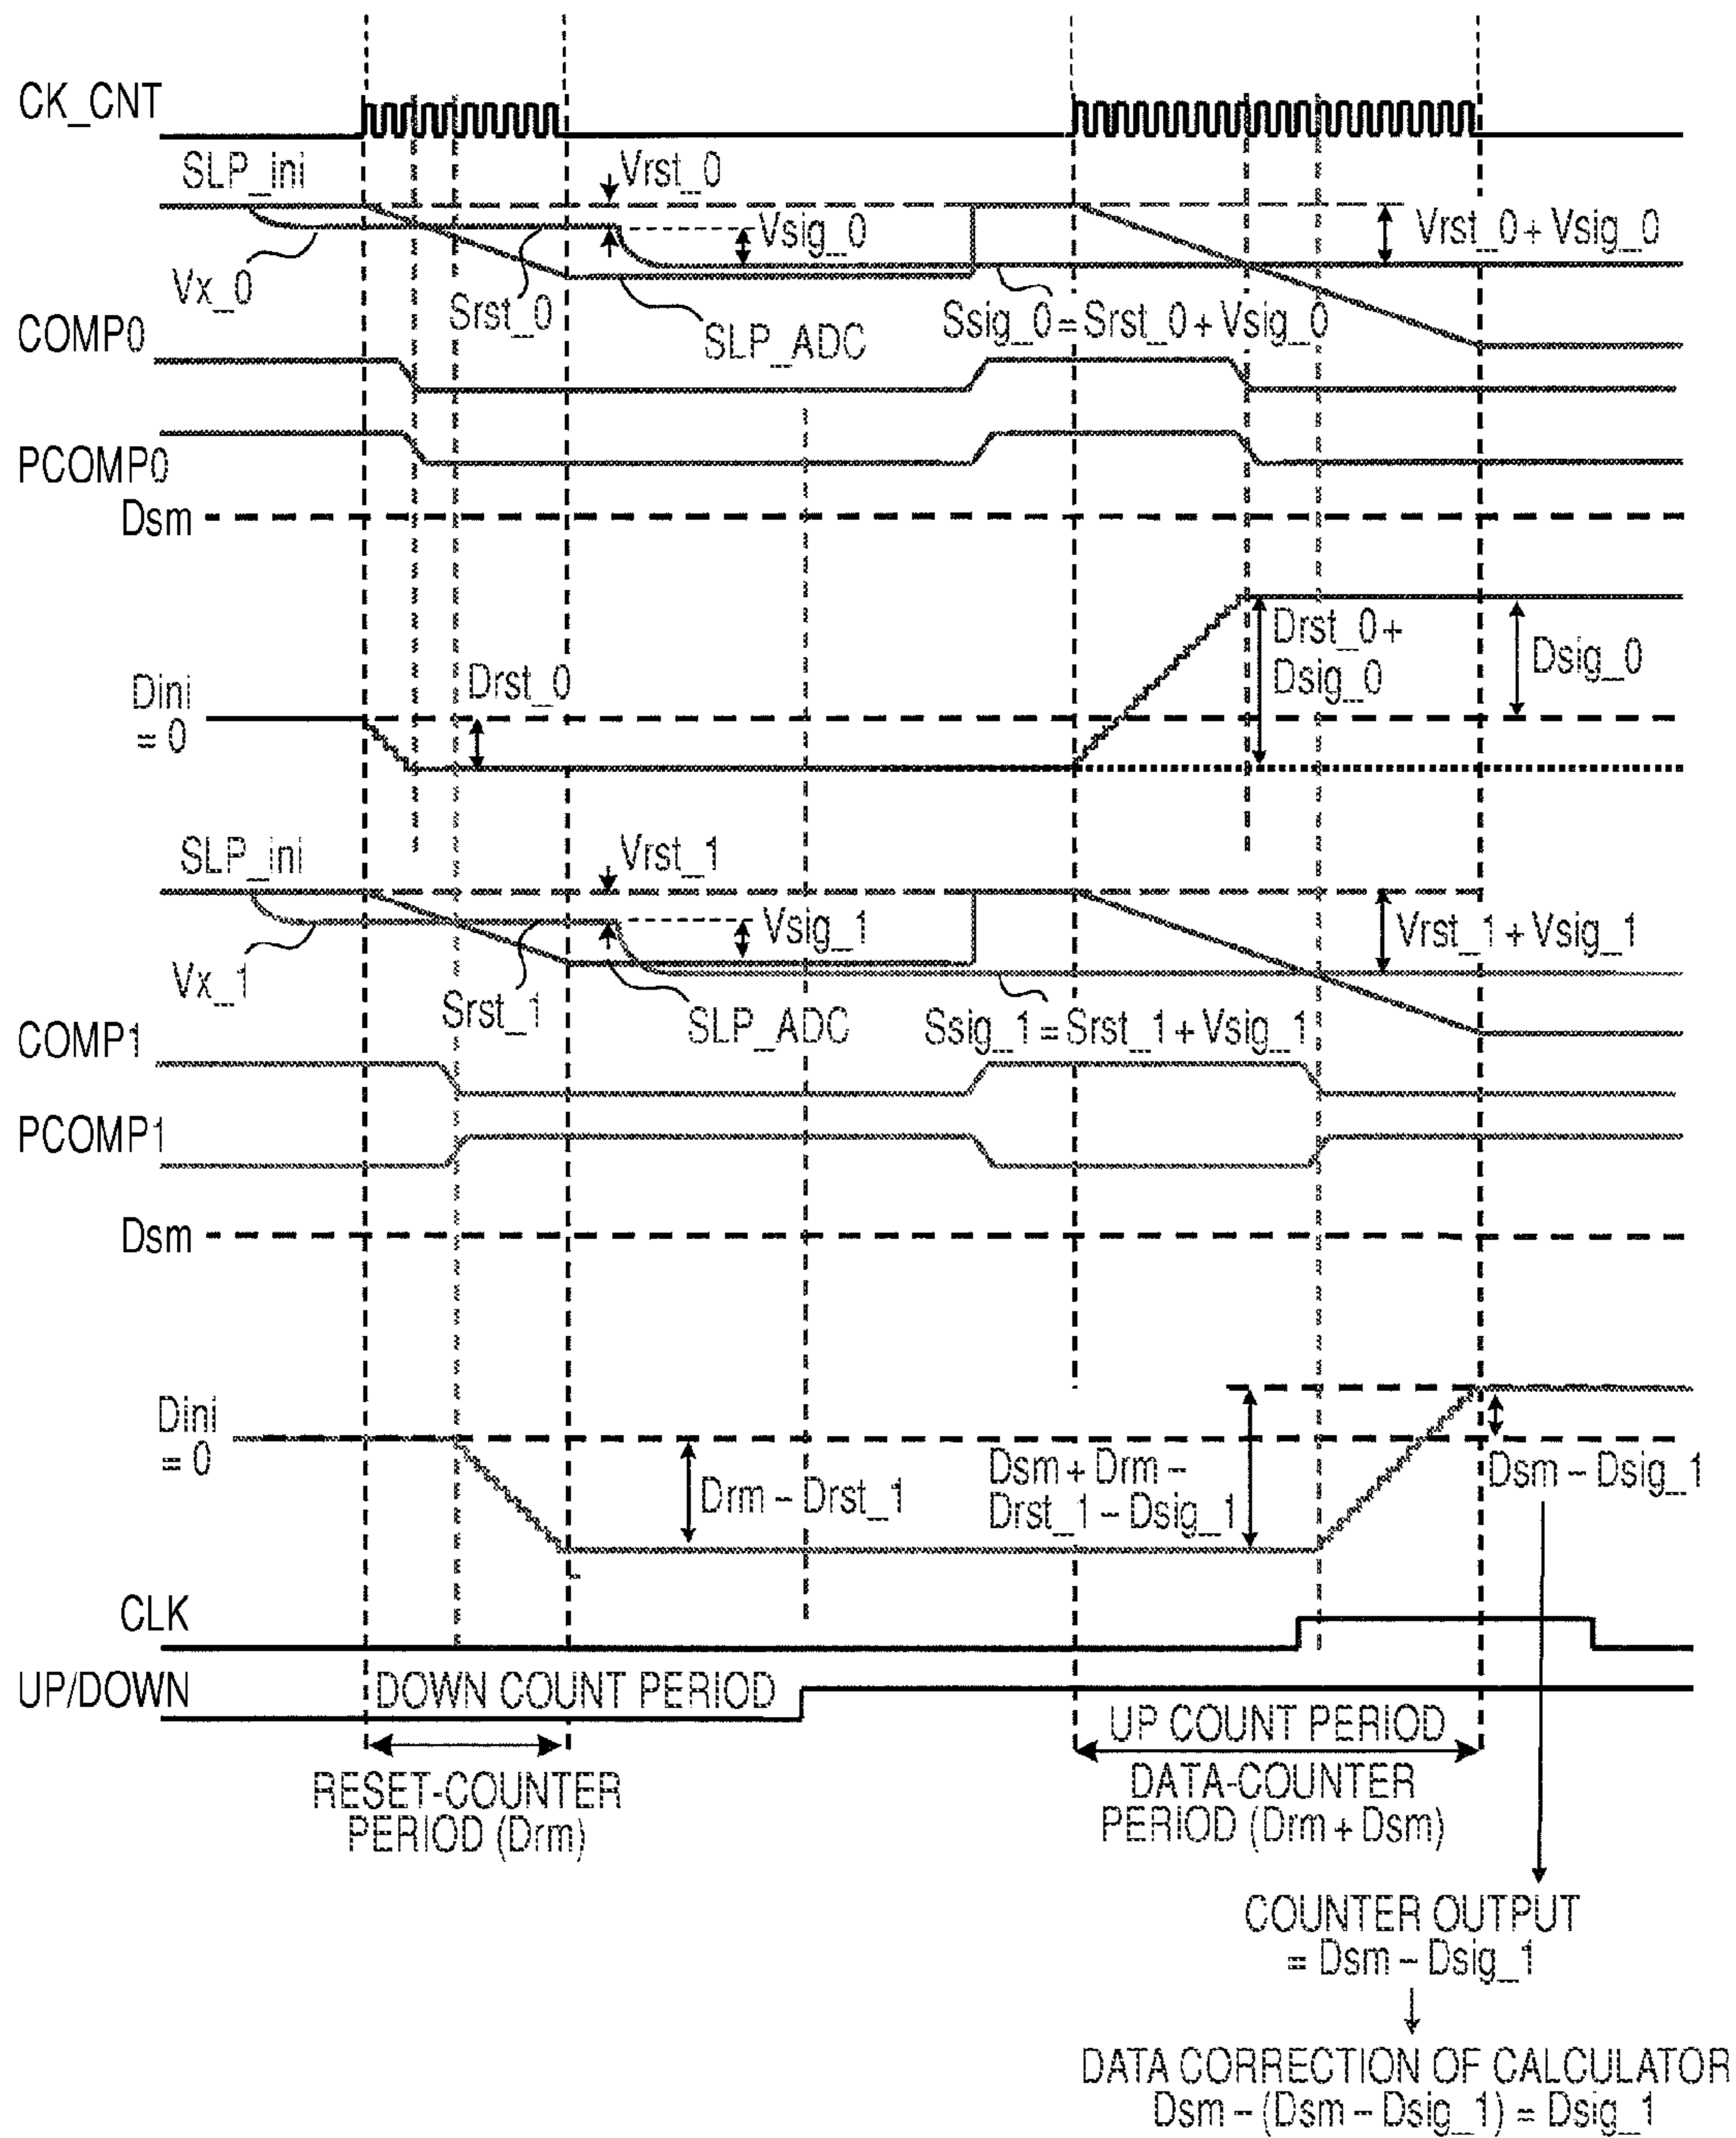 CK_CNT
SLP_ini
Vrst_0
Vsig_0
Vrst_0 + Vsig_0
Vx_0
Srst_0
SLP_ADC
Ssig_0 = Srst_0 + Vsig_0
COMP0
PCOMP0
Dsm
Drst_0 +
Dsig_0
Dsig_0
Drst_0
Dini
= 0
SLP_ini
Vrst_1
Vsig_1
Vrst_1 + Vsig_1
Vx_1
Srst_1
SLP_ADC
Ssig_1 = Srst_1 + Vsig_1
COMP1
PCOMP1
Dsm
Dini
= 0
Drm – Drst_1
Dsm + Drm –
Drst_1 – Dsig_1
Dsm – Dsig_1
CLK
UP/DOWN
DOWN COUNT PERIOD
UP COUNT PERIOD
RESET-COUNTER
PERIOD (Drm)
DATA-COUNTER
PERIOD (Drm + Dsm)
COUNTER OUTPUT
= Dsm – Dsig_1
DATA CORRECTION OF CALCULATOR
Dsm – (Dsm – Dsig_1) = Dsig_1